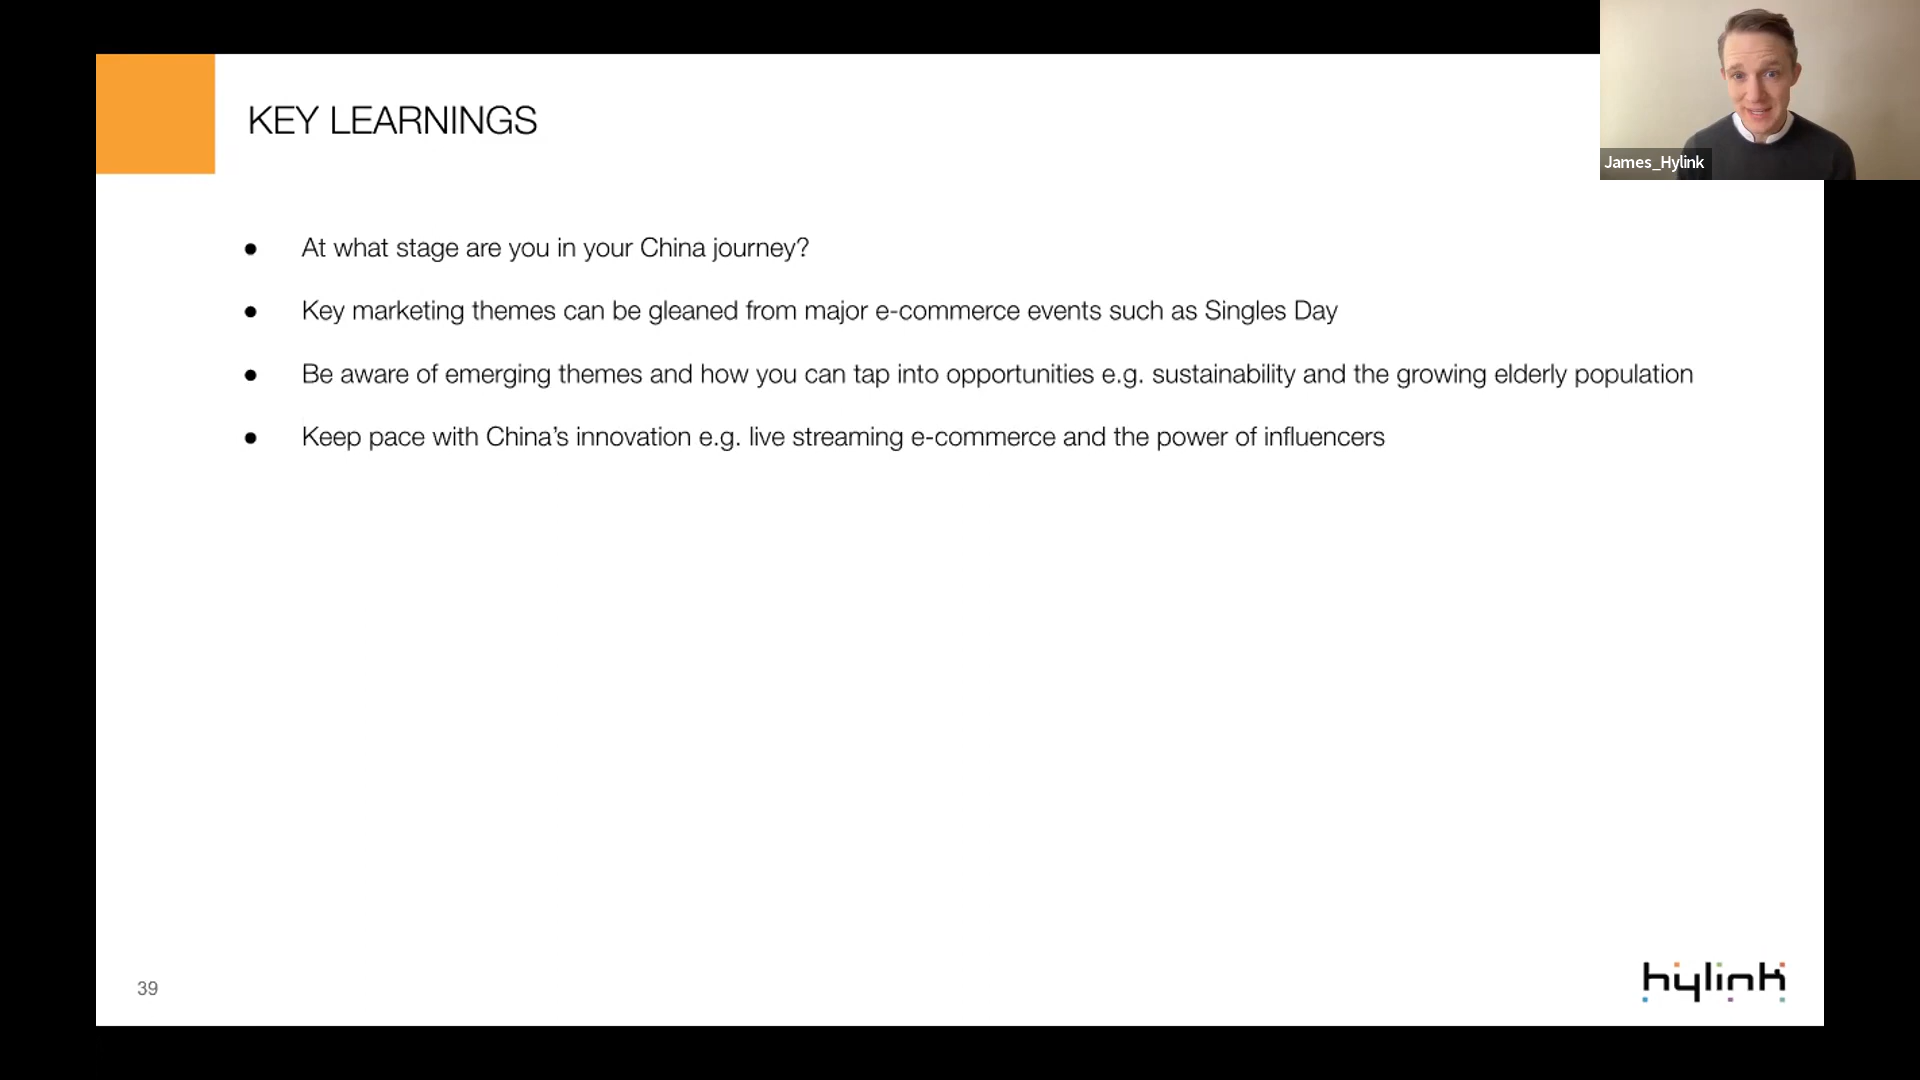 KEY LEARNINGS
James_Hylink
● At what stage are you in your China journey?
● Key marketing themes can be gleaned from major e-commerce events such as Singles Day
● Be aware of emerging themes and how you can tap into opportunities e.g. sustainability and the growing elderly population
● Keep pace with China’s innovation e.g. live streaming e-commerce and the power of influencers
39
hylink